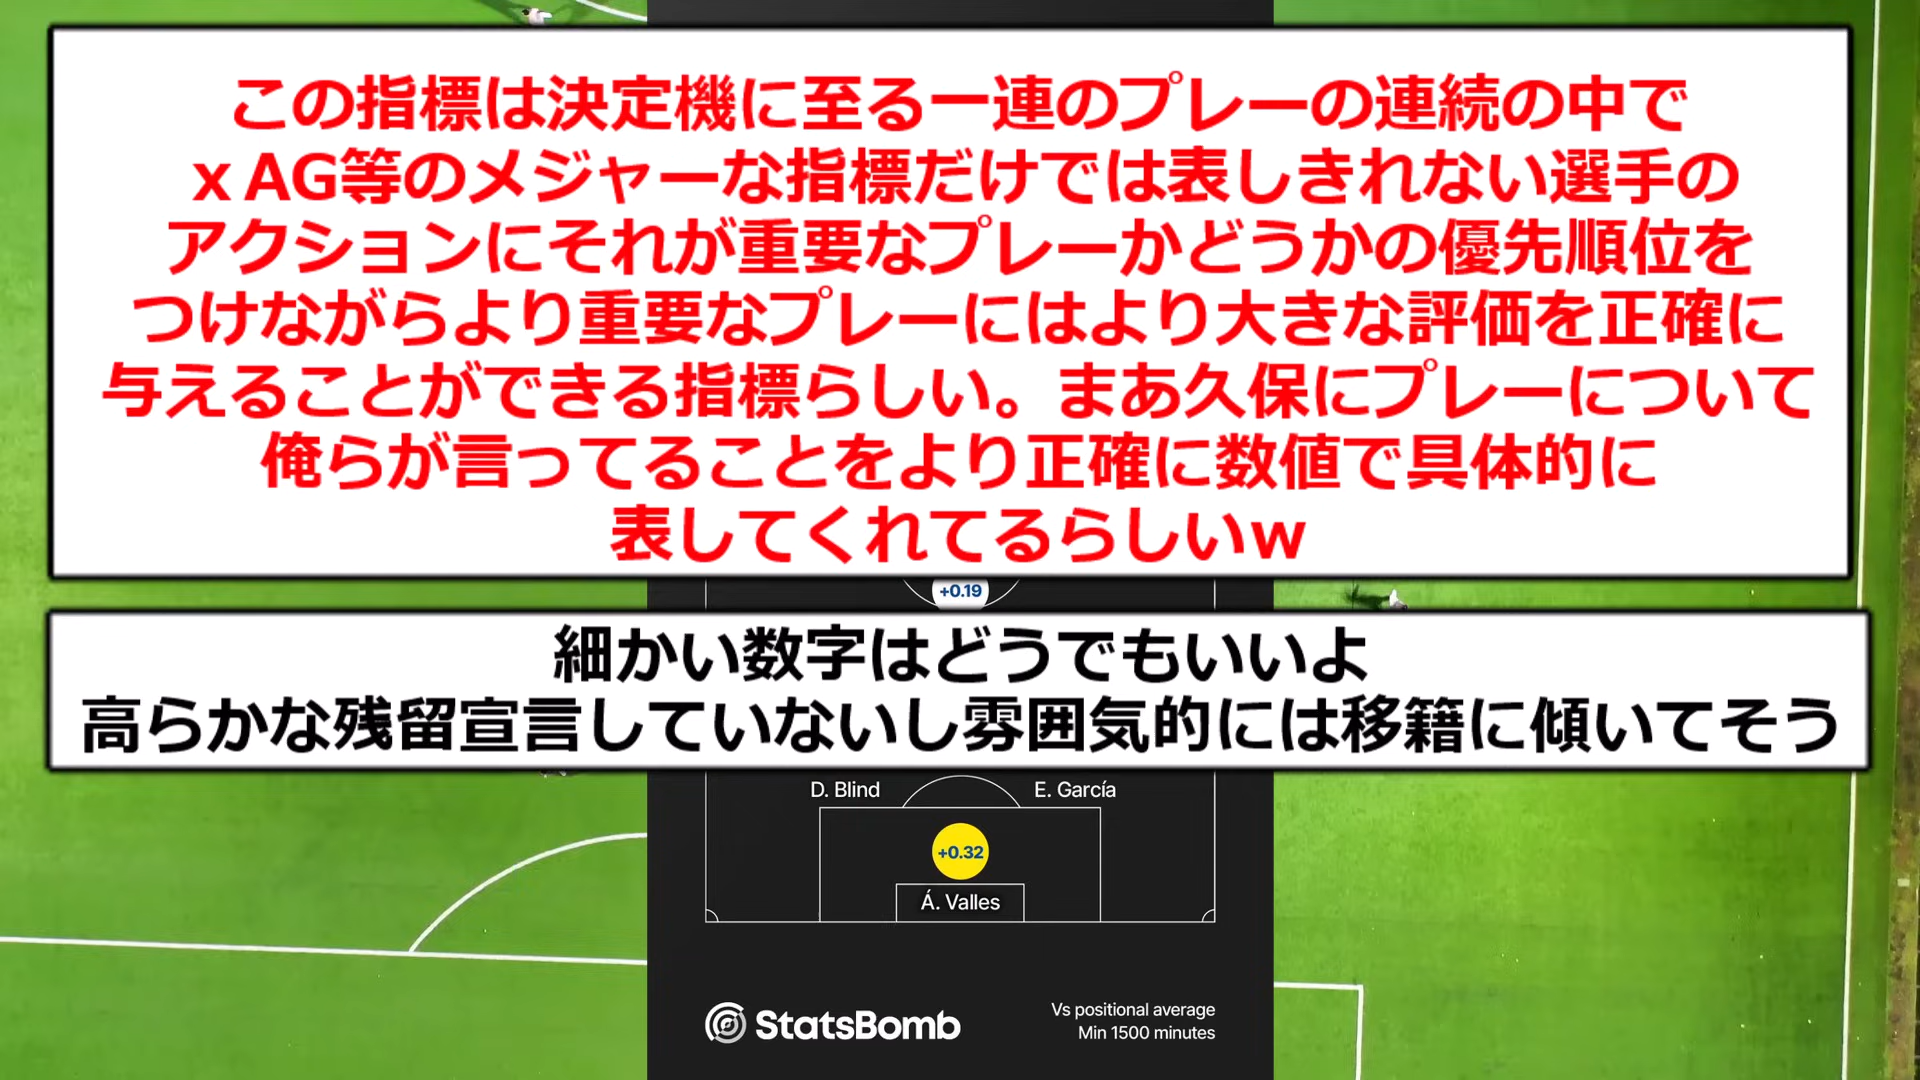 この指標は決定機に至る一連のプレーの連続の中で
ｘAG等のメジャーな指標だけでは表しきれない選手の
アクションにそれが重要なプレーかどうかの優先順位を
つけながらより重要なプレーにはより大きな評価を正確に
与えることができる指標らしい。まあ久保にプレーについて
俺らが言ってることをより正確に数値で具体的に
表してくれてるらしいｗ
+0.19
細かい数字はどうでもいいよ
高らかな残留宣言していないし雰囲気的には移籍に傾いてそう
D. Blind E. García
+0.32
Á. Valles
StatsBomb
Vs positional average
Min 1500 minutes